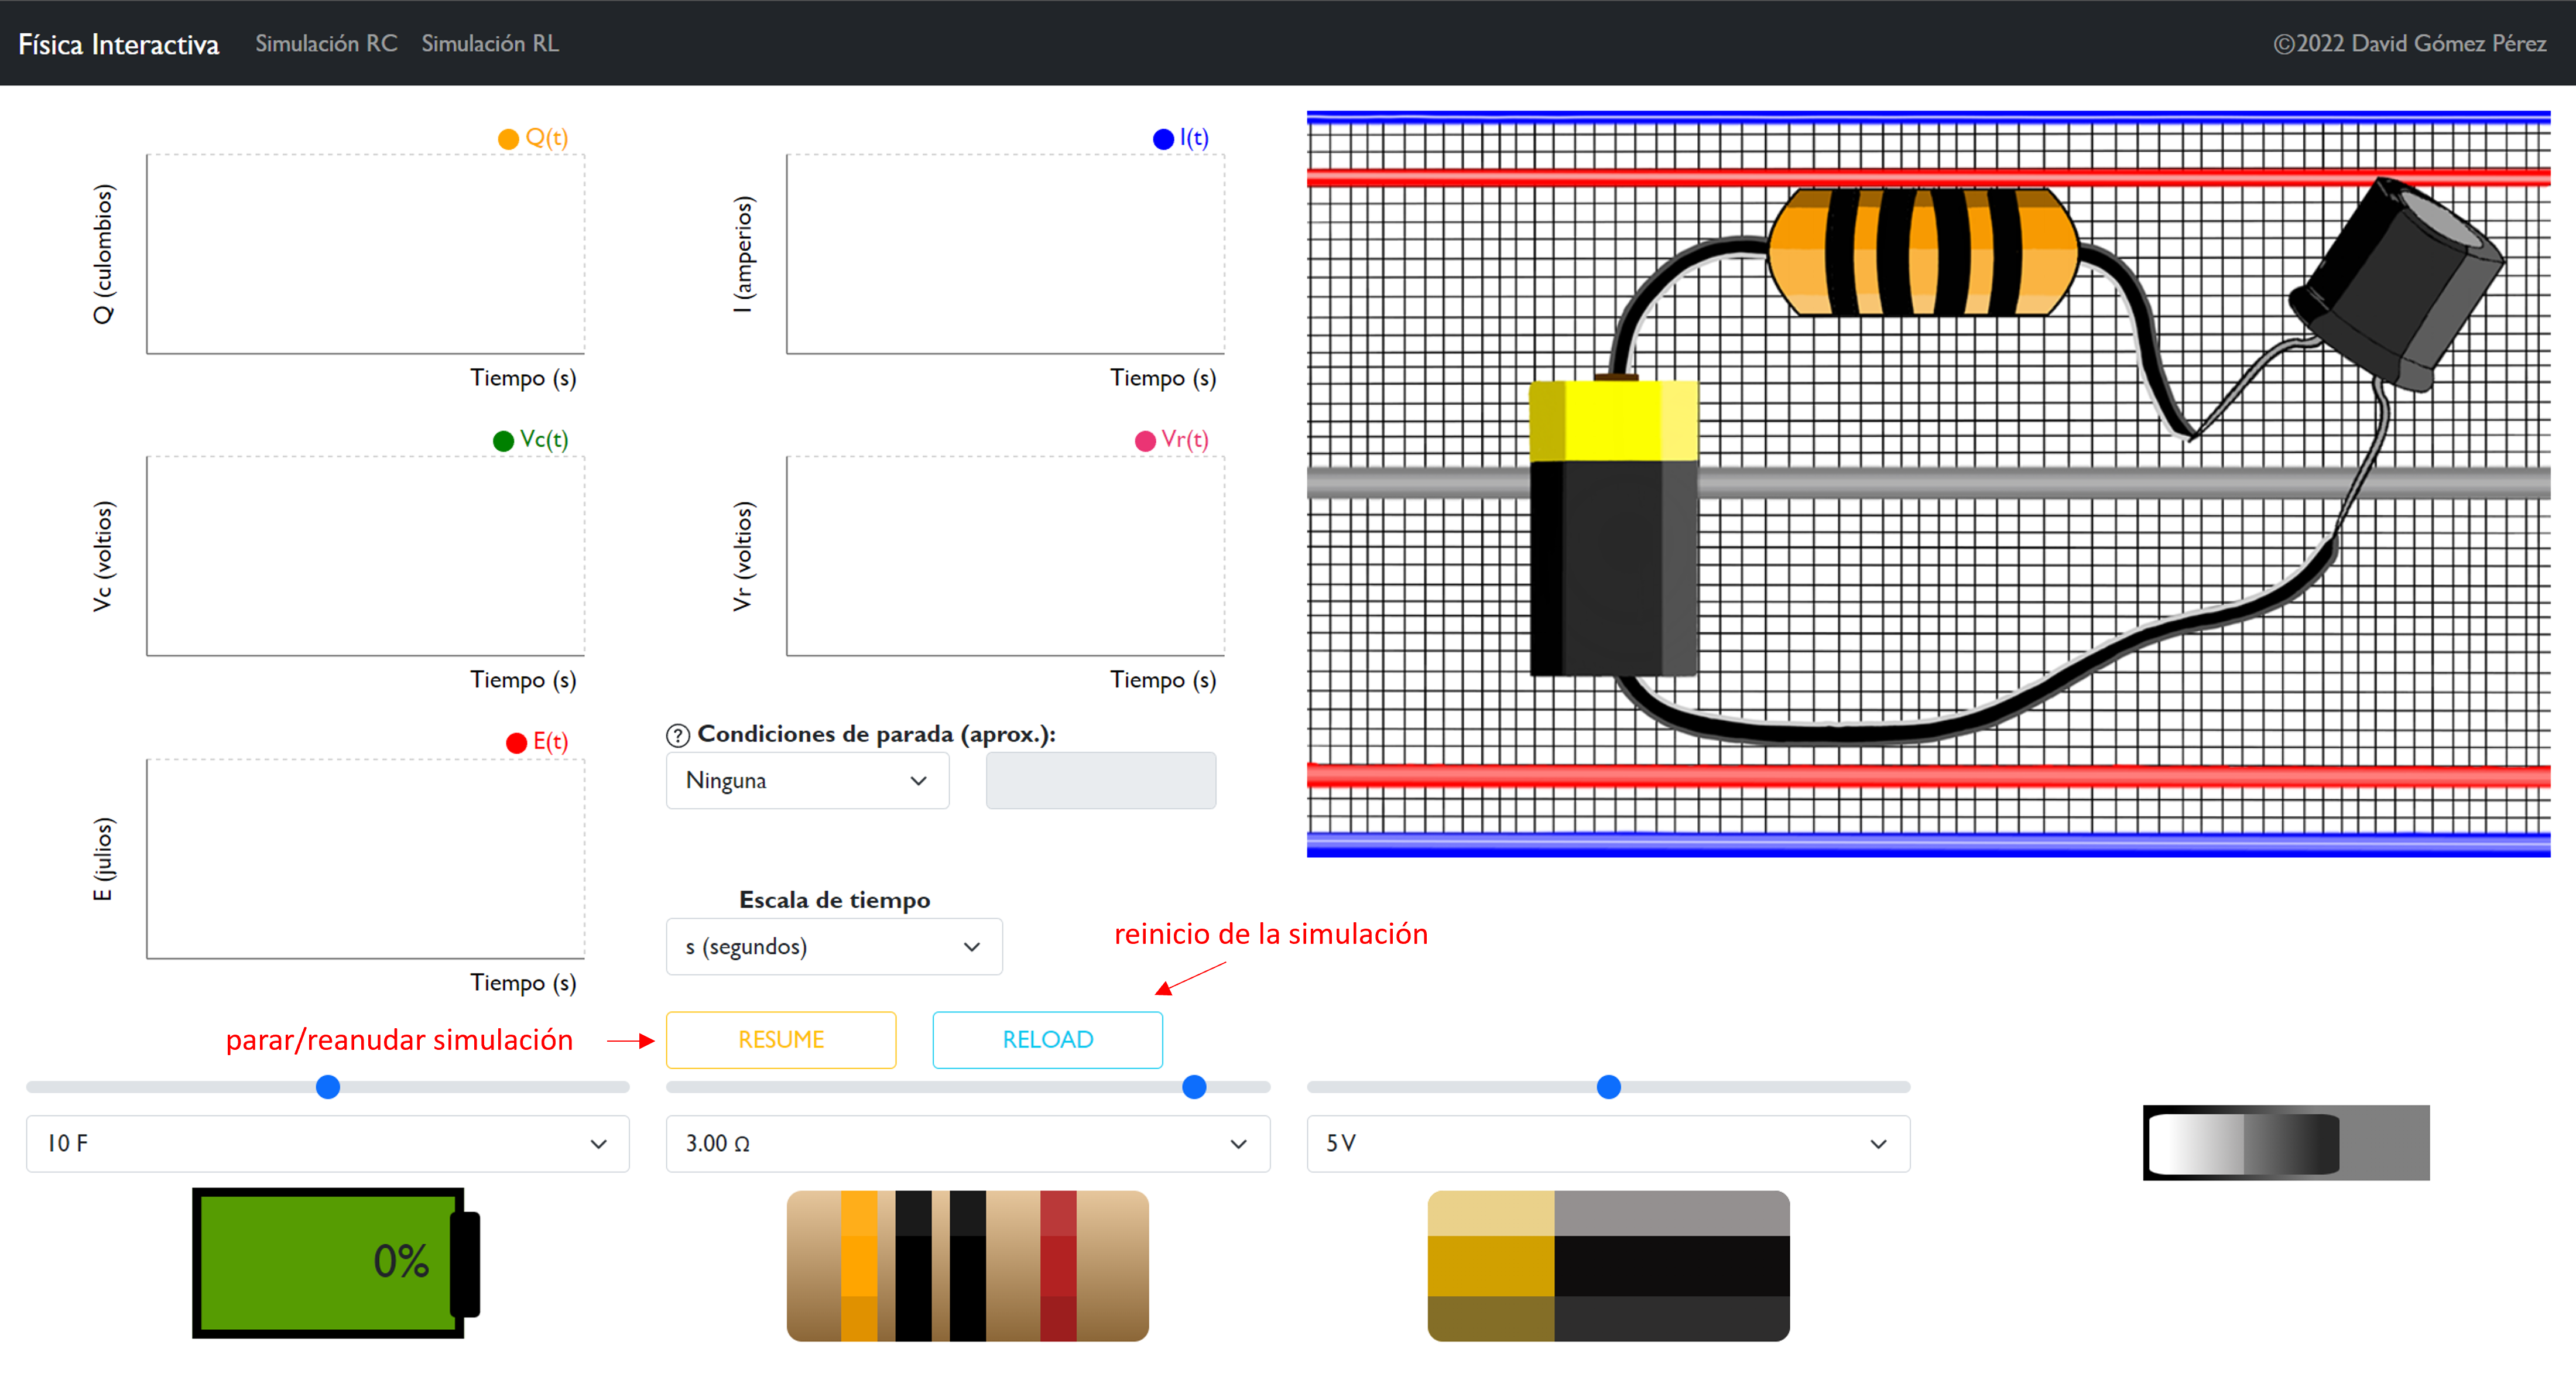 Física Interactiva Simulación RC Simulación RL ©2022 David Gómez Pérez
Q(t)
Q (culombios)
Tiempo (s)
I(t)
I (amperios)
Tiempo (s)
Vc(t)
Vc (voltios)
Tiempo (s)
Vr(t)
Vr (voltios)
Tiempo (s)
E(t)
E (julios)
Tiempo (s)
? Condiciones de parada (aprox.):
Ninguna
Escala de tiempo
s (segundos)
reinicio de la simulación
parar/reanudar simulación
RESUME RELOAD
10 F
3.00 Ω
5 V
0%